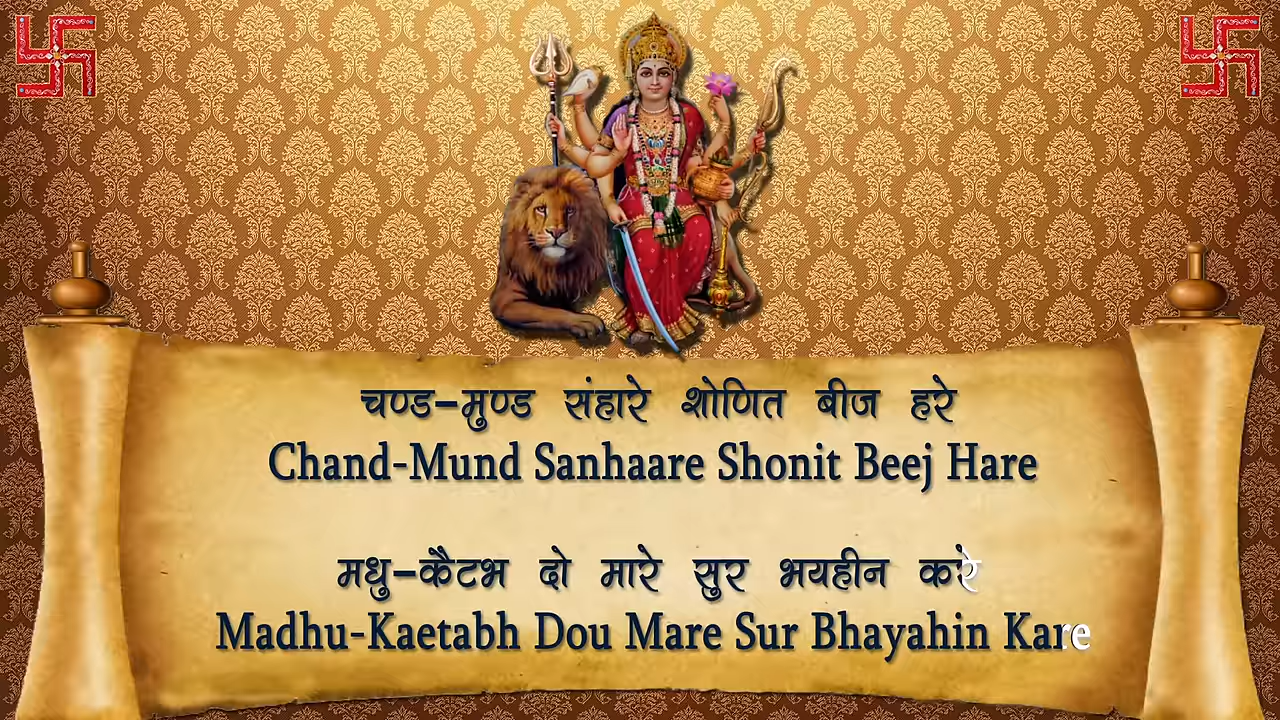 चण्ड-मुण्ड संहारे शोणित बीज हरे
Chand-Mund Sanhaare Shonit Beej Hare
मधु-कैटभ दो मारे सुर भयहीन करे
Madhu-Kaetabh Dou Mare Sur Bhayahin Kare